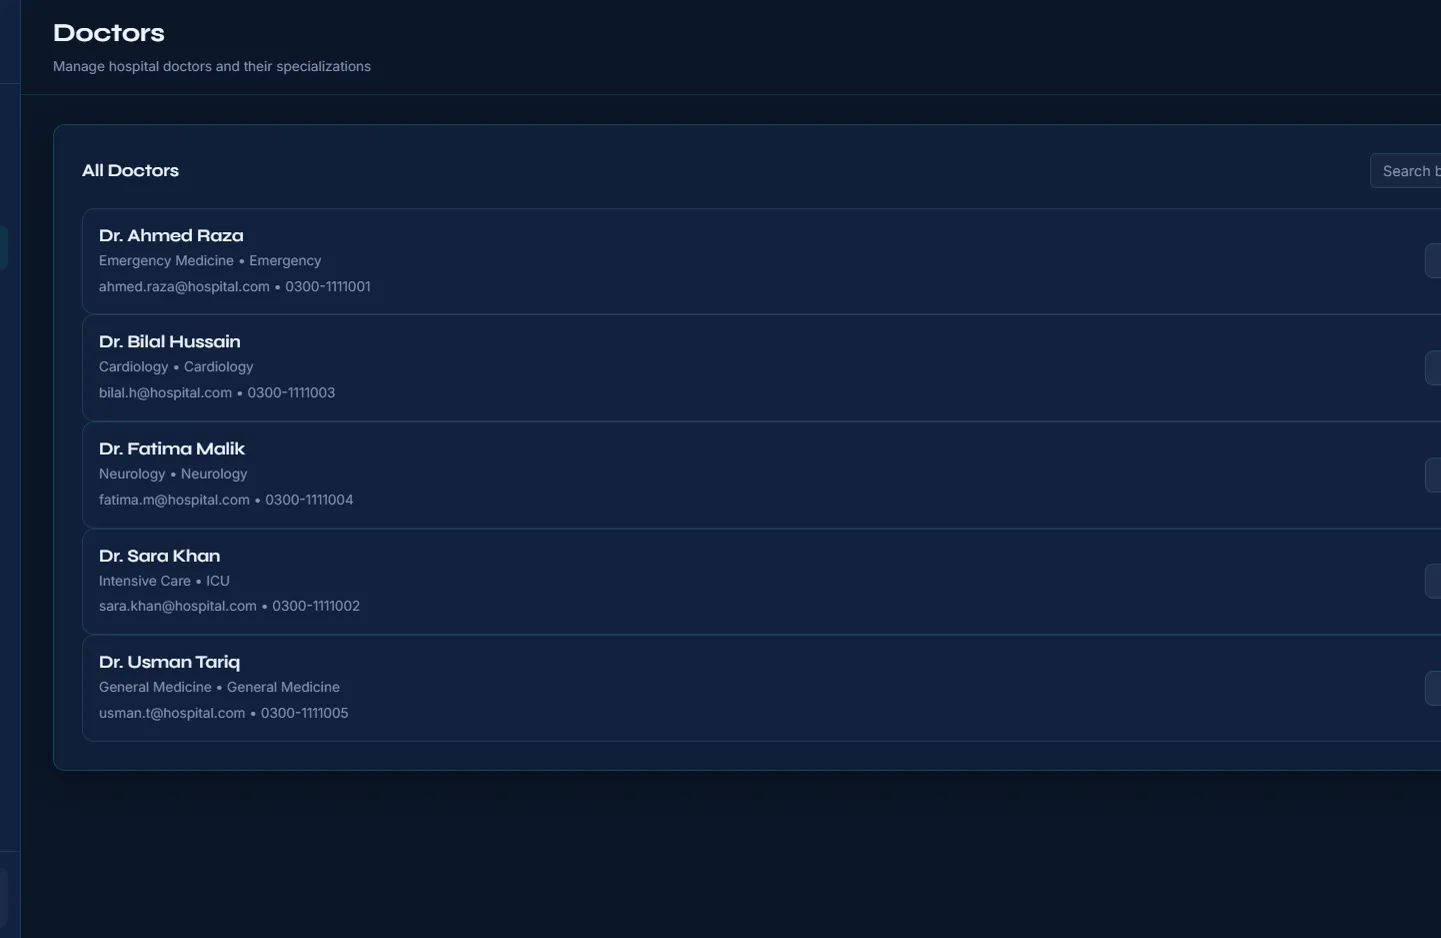 Doctors
Manage hospital doctors and their specializations
All Doctors
Search b
Dr. Ahmed Raza
Emergency Medicine • Emergency
ahmed.raza@hospital.com • 0300-1111001
Dr. Bilal Hussain
Cardiology • Cardiology
bilal.h@hospital.com • 0300-1111003
Dr. Fatima Malik
Neurology • Neurology
fatima.m@hospital.com • 0300-1111004
Dr. Sara Khan
Intensive Care • ICU
sara.khan@hospital.com • 0300-1111002
Dr. Usman Tariq
General Medicine • General Medicine
usman.t@hospital.com • 0300-1111005